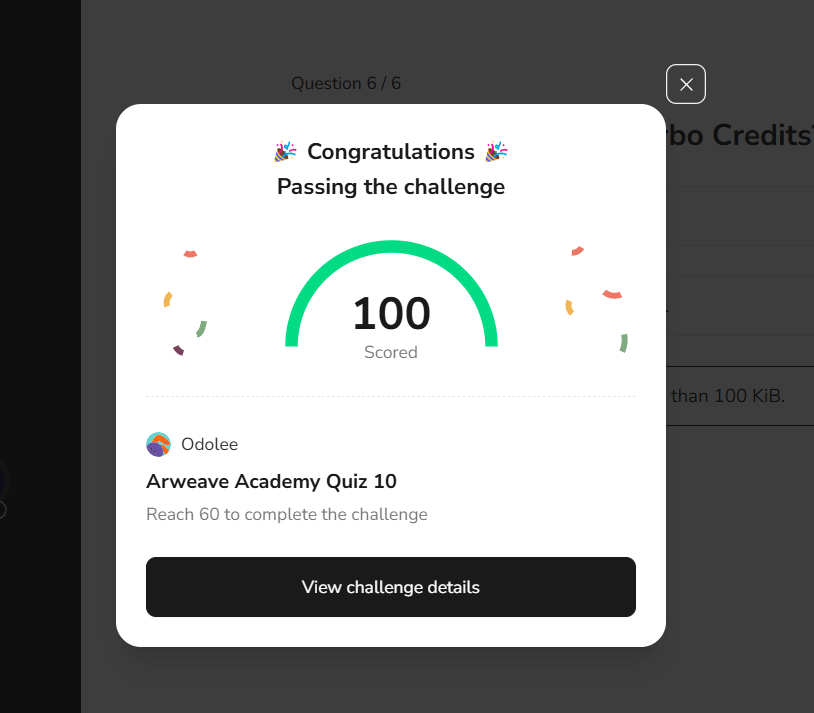 Question 6 / 6
Credits
🎉 Congratulations 🎉
Passing the challenge
100
Scored
than 100 KiB.
Odolee
Arweave Academy Quiz 10
Reach 60 to complete the challenge
View challenge details